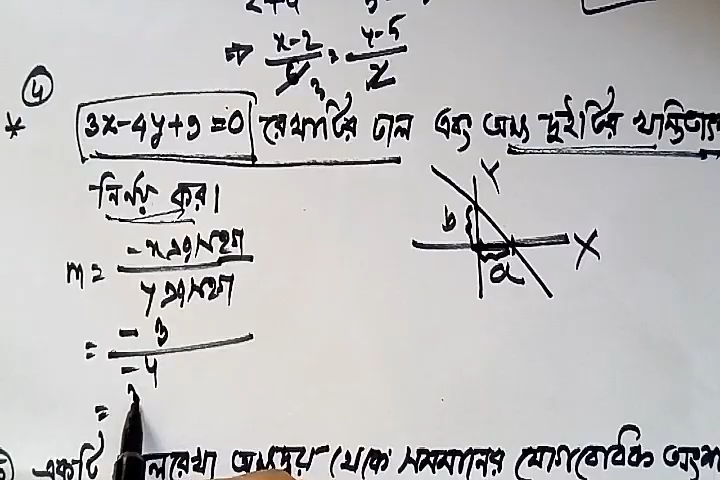 ⇒ x-2/5 = y-5/2
3
④
* 3x-4y+9=0 রেখাটির ঢাল এবং অক্ষ দুইটির খন্ডিতাংশ
নির্ণয় কর।
Y
b
X
a
m = -x এর সহগ / y এর সহগ
= -3 / -4
=
একটি সরলরেখা অক্ষদ্বয় থেকে সমমানের যোগবোধক অংশ